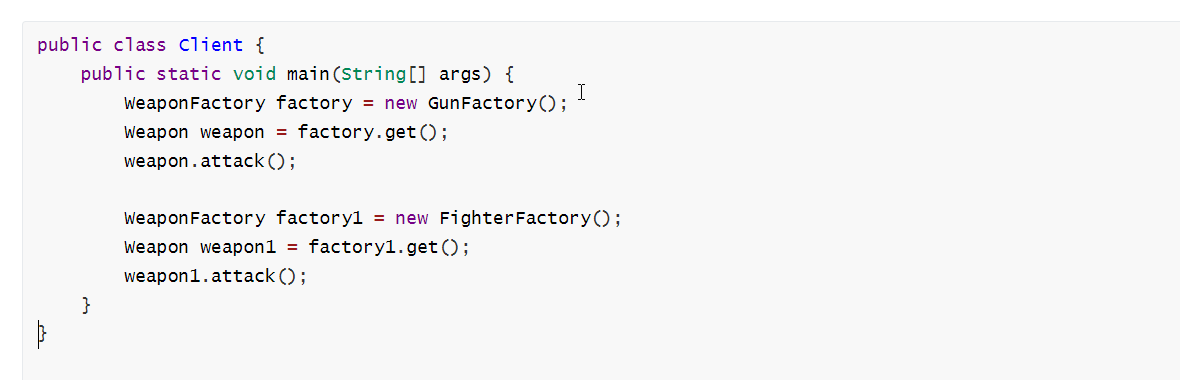 public class Client {
    public static void main(String[] args) {
        WeaponFactory factory = new GunFactory();
        Weapon weapon = factory.get();
        weapon.attack();

        WeaponFactory factory1 = new FighterFactory();
        Weapon weapon1 = factory1.get();
        weapon1.attack();
    }
}